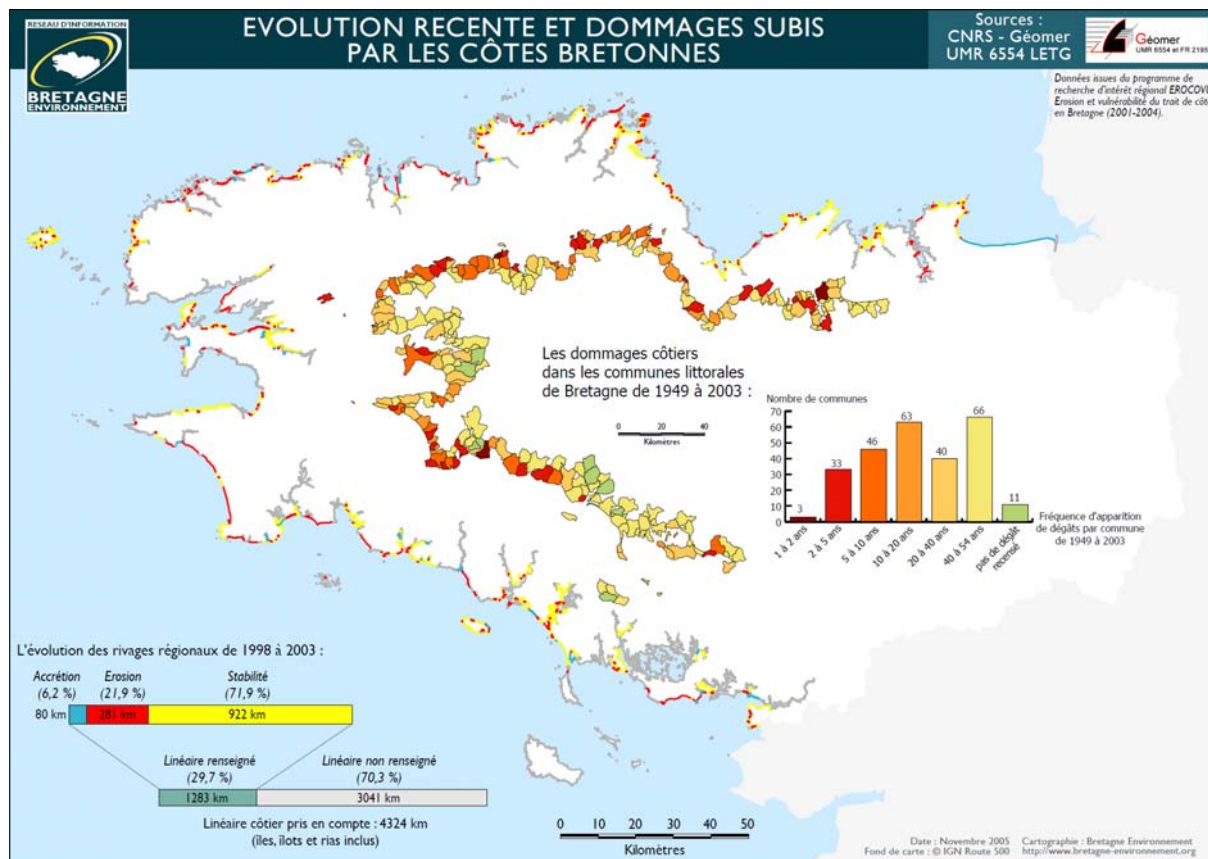 RESEAU D'INFORMATION
BRETAGNE
ENVIRONNEMENT
EVOLUTION RECENTE ET DOMMAGES SUBIS
PAR LES CÔTES BRETONNES
Sources :
CNRS - Géomer
UMR 6554 LETG
Géomer
UMR 6554 et FR 2195
Données issues du programme de
recherche d'intérêt régional EROCOVUL
Erosion et vulnérabilité du trait de côt
en Bretagne (2001-2004).
Les dommages côtiers
dans les communes littorales
de Bretagne de 1949 à 2003 :
0 20 40
Kilomètres
Nombre de communes
70
60
50
40
30
20
10
0
3
33
46
63
40
66
11
1 à 2 ans
2 à 5 ans
5 à 10 ans
10 à 20 ans
20 à 40 ans
40 à 54 ans
pas de dégât
recensé
Fréquence d'apparition
de dégâts par commune
de 1949 à 2003
L'évolution des rivages régionaux de 1998 à 2003 :
Accrétion Erosion Stabilité
(6,2 %) (21,9 %) (71,9 %)
80 km 281 km 922 km
Linéaire renseigné Linéaire non renseigné
(29,7 %) (70,3 %)
1283 km 3041 km
Linéaire côtier pris en compte : 4324 km
(îles, îlots et rias inclus)
0 10 20 30 40 50
Kilomètres
Date : Novembre 2005 Cartographie : Bretagne Environnement
Fond de carte : © IGN Route 500 http://www.bretagne-environnement.org